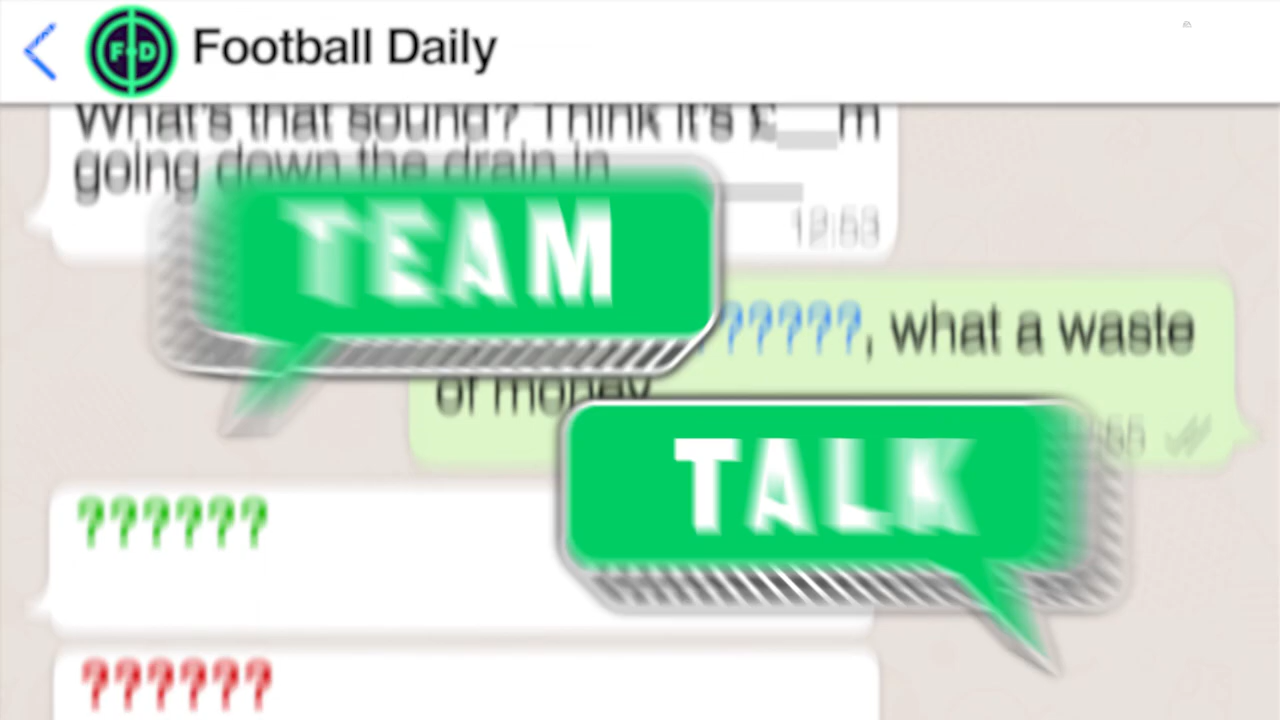 F D
Football Daily
What's that sound? Think it's £__m
going down the drain in
12:53
TEAM
?????, what a waste
of money
TALK
??????
??????